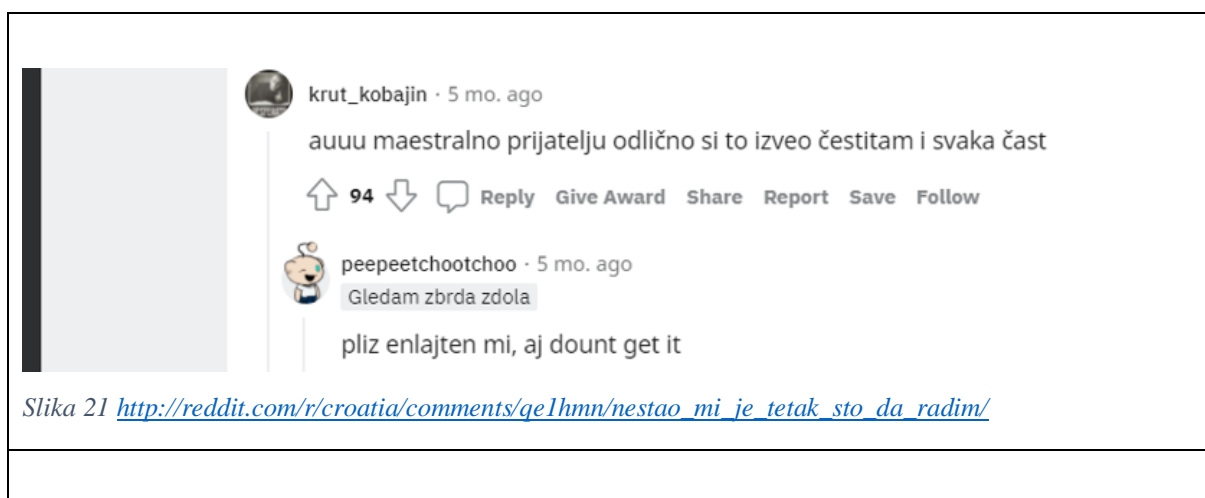 krut_kobajin · 5 mo. ago
auuu maestralno prijatelju odlično si to izveo čestitam i svaka čast
94 Reply Give Award Share Report Save Follow
peepeetchootchoo · 5 mo. ago
Gledam zbrda zdola
pliz enlajten mi, aj dount get it
Slika 21 http://reddit.com/r/croatia/comments/qe1hmn/nestao_mi_je_tetak_sto_da_radim/